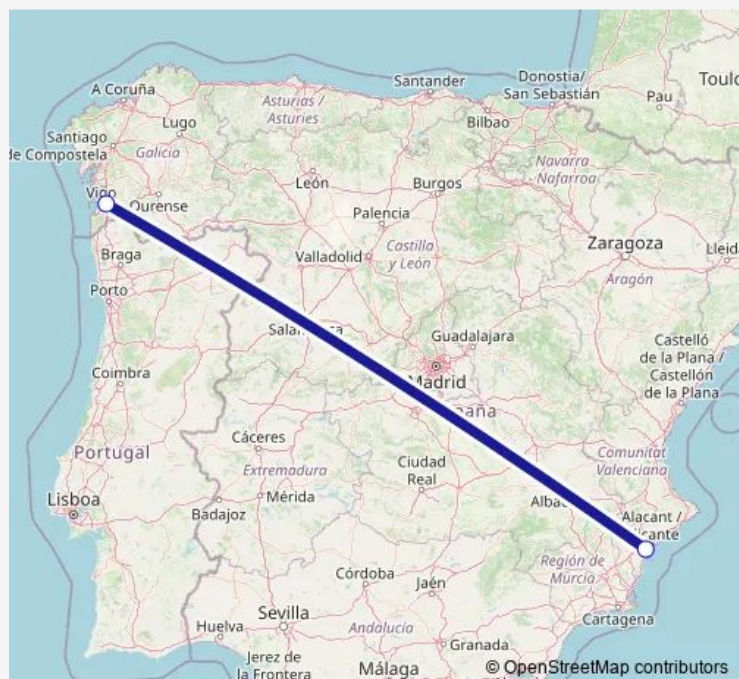 A Coruña
Santander
Donostia/
San Sebastián
Asturias /
Asturies
Pau
Lugo
Bilbao
Santiago
de Compostela
Galicia
Navarra
Nafarroa
León
Burgos
Vigo
Ourense
Palencia
Zaragoza
Valladolid
Castilla
y León
Braga
Aragón
Porto
Guadalajara
Castelló
de la Plana /
Castellón
de la Plana
Coimbra
Madrid
Cáceres
Comunitat
Valenciana
Portugal
Extremadura
Ciudad
Real
Lisboa
Mérida
Badajoz
Alacant /
Región de
Murcia
Córdoba
Jaén
Sevilla
Cartagena
Huelva
Andalucía
Granada
Jerez de
la Frontera
Málaga
© OpenStreetMap contributors